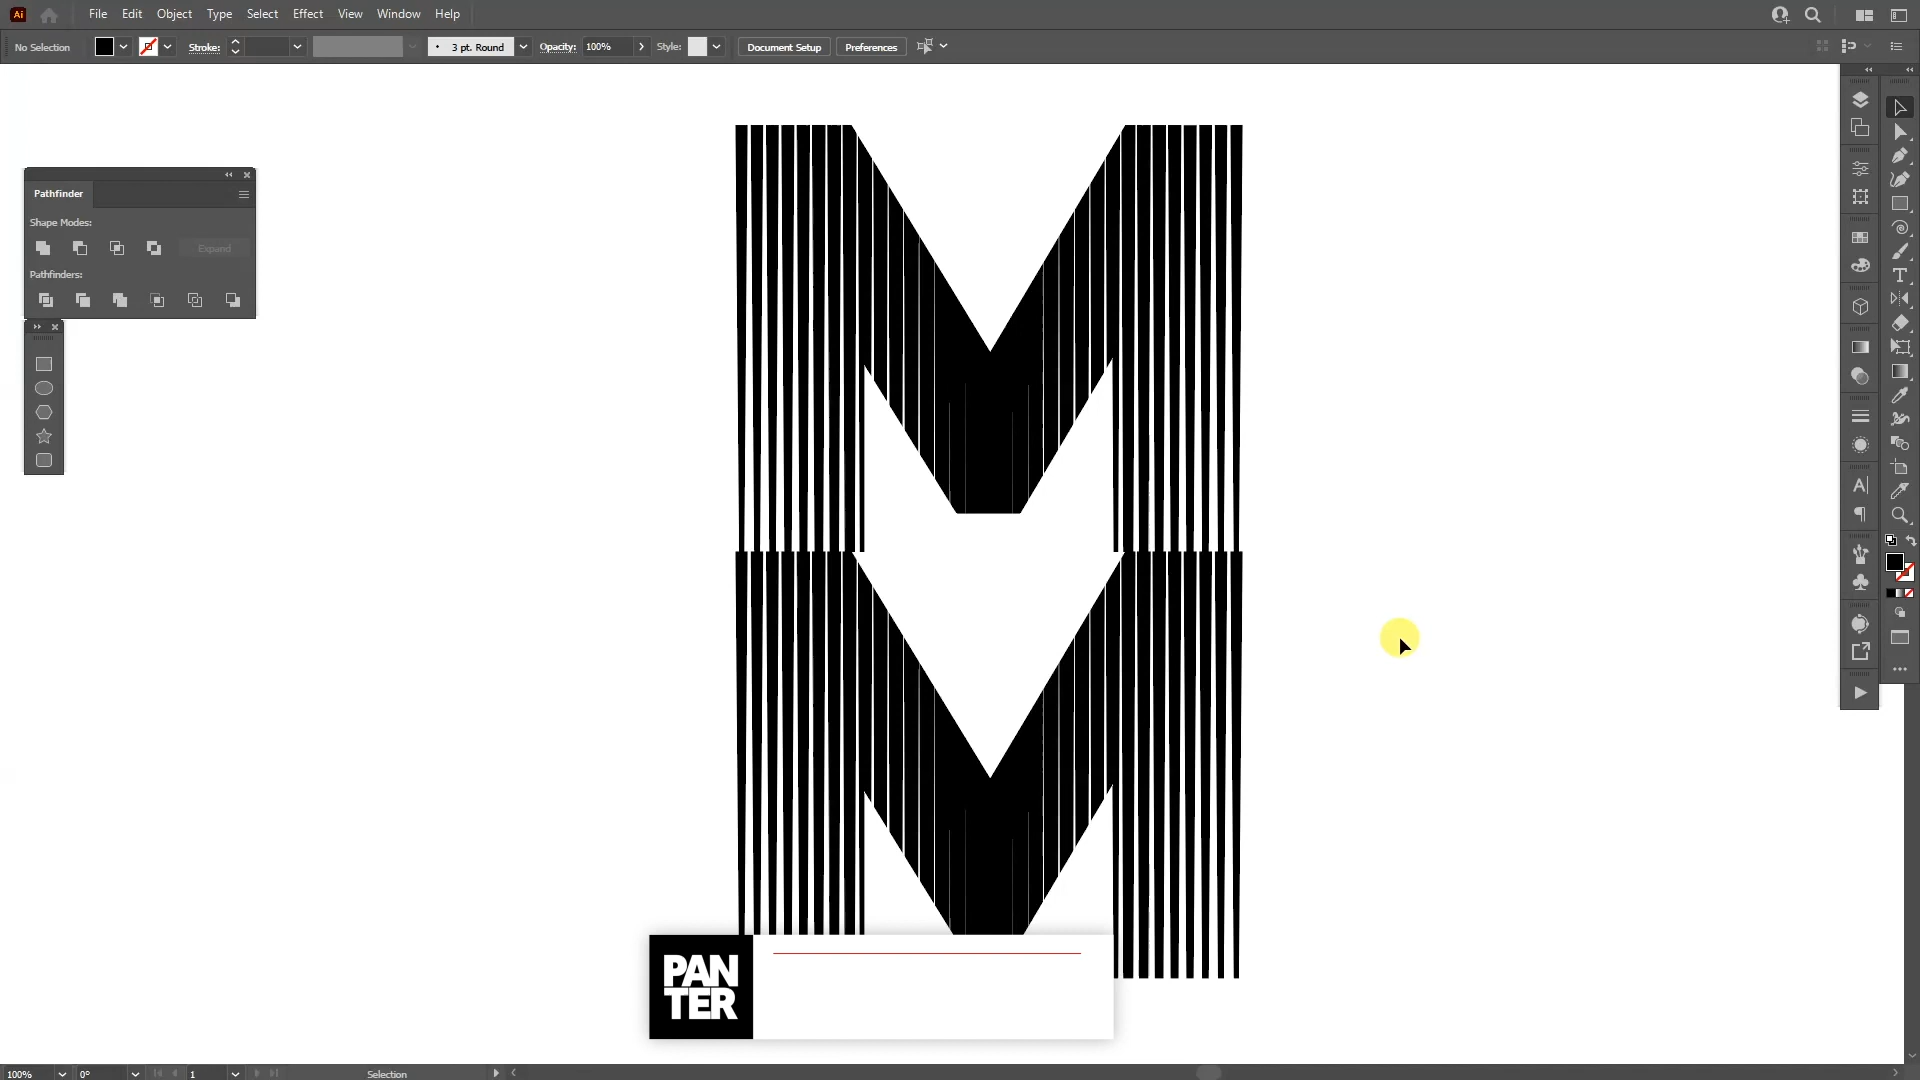 Ai File Edit Object Type Select Effect View Window Help
No Selection Stroke: 3 pt. Round Opacity: 100% Style: Document Setup Preferences
Pathfinder
Shape Modes:
Expand
Pathfinders:
M
M
PAN
TER
100% 0° 1 Selection